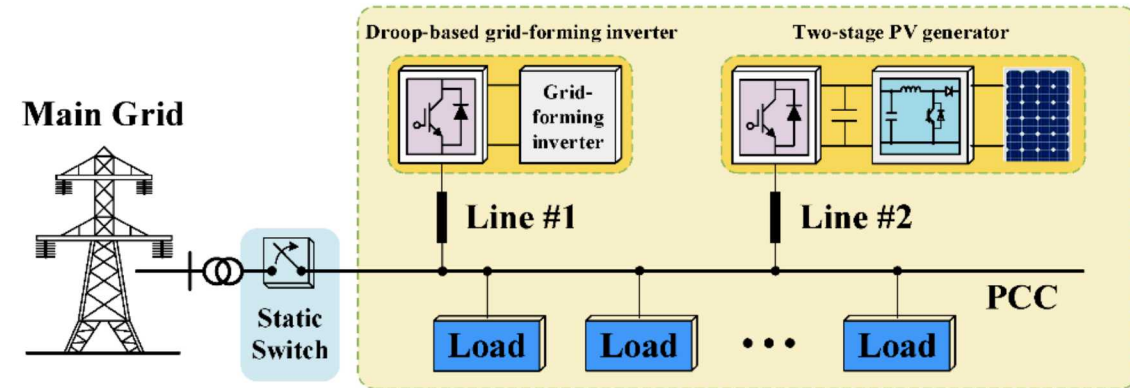 Droop-based grid-forming inverter
Two-stage PV generator
Main Grid
Grid-
forming
inverter
Line #1
Line #2
Static
Switch
PCC
Load
Load
•••
Load